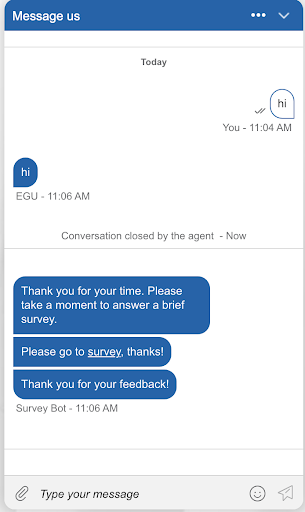 Message us
Today
hi
You - 11:04 AM
hi
EGU - 11:06 AM
Conversation closed by the agent - Now
Thank you for your time. Please
take a moment to answer a brief
survey.
Please go to survey, thanks!
Thank you for your feedback!
Survey Bot - 11:06 AM
Type your message